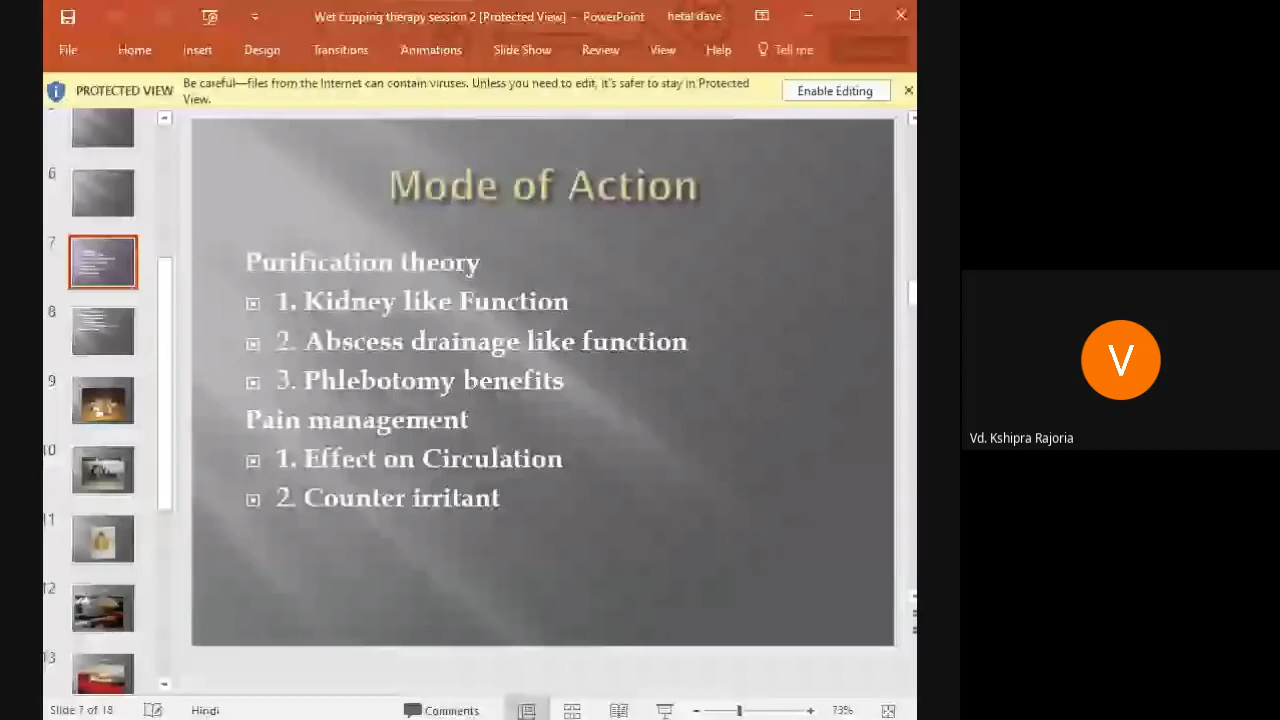 Wet cupping therapy session 2 [Protected View] - PowerPoint
hetal dave
File Home Insert Design Transitions Animations Slide Show Review View Help Tell me
PROTECTED VIEW
Be careful—files from the Internet can contain viruses. Unless you need to edit, it's safer to stay in Protected
View.
Enable Editing
6
7
8
9
10
11
12
13
Mode of Action
Purification theory
1. Kidney like Function
2. Abscess drainage like function
3. Phlebotomy benefits
Pain management
1. Effect on Circulation
2. Counter irritant
V
Vd. Kshipra Rajoria
Slide 7 of 18
Hindi
Comments
73%